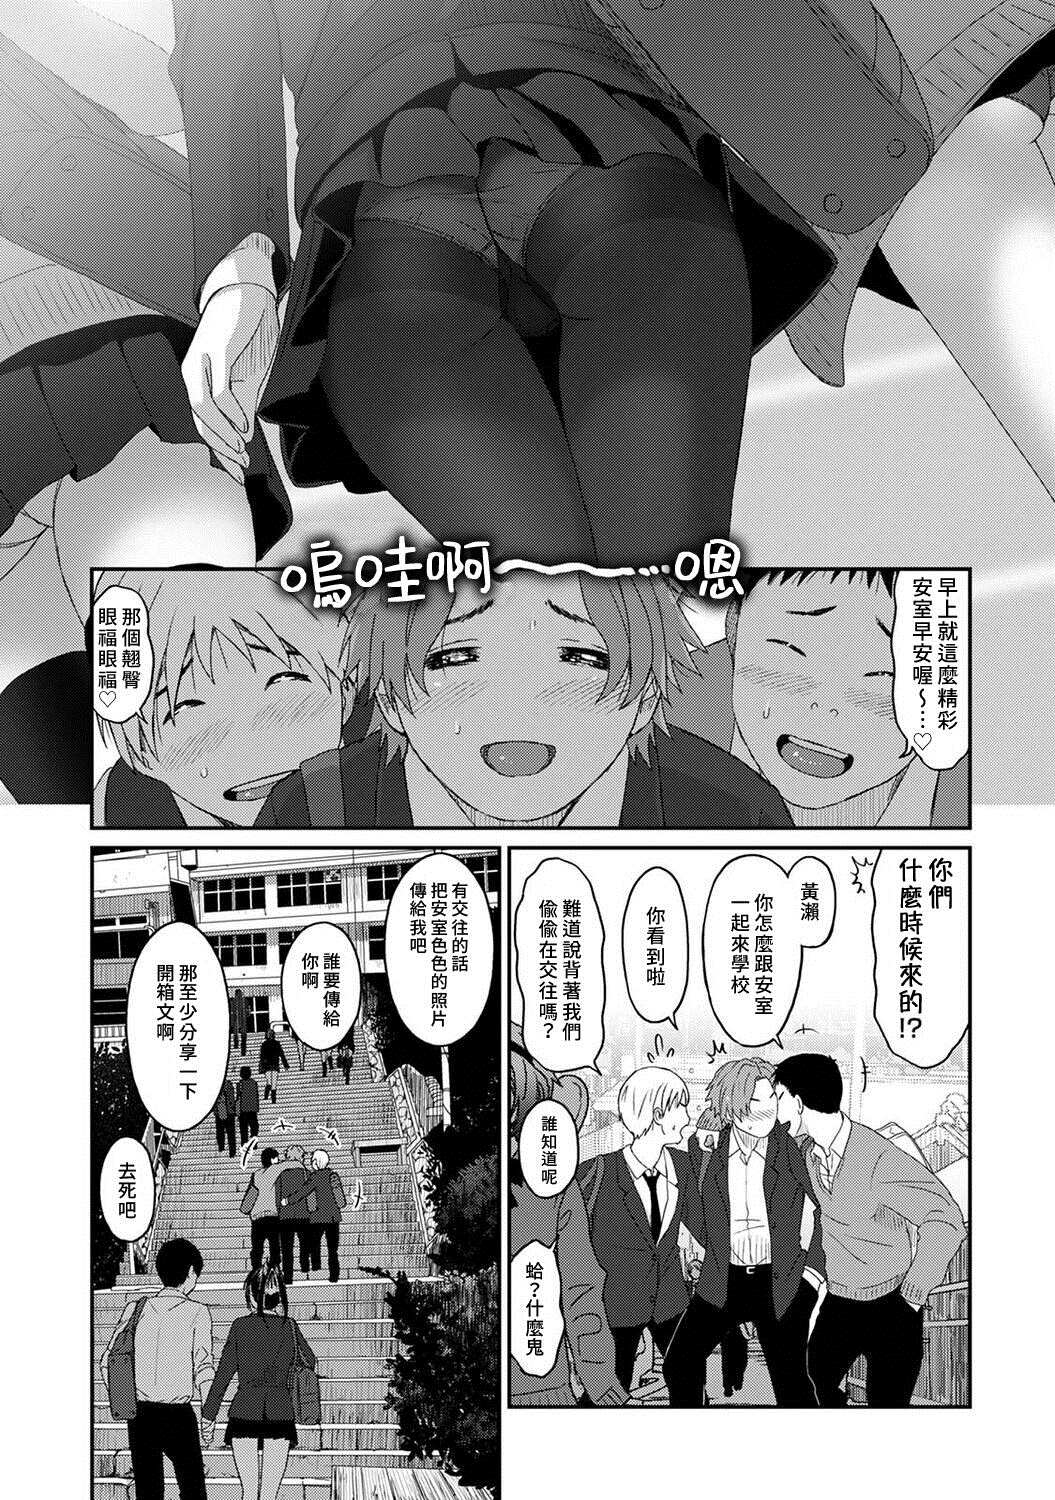 嗚哇啊～…嗯
早上就這麼精彩
安室早安喔～…♡
那個翹臀
眼福眼福♡
你們
什麼時候來的!?
黃瀨
你怎麼跟安室
一起來學校
你看到啦
難道說背著我們
偷偷在交往嗎？
誰知道呢
蛤？什麼鬼
有交往的話
把安室色色的照片
傳給我吧
誰要傳給
你啊
那至少分享一下
開箱文啊
去死吧